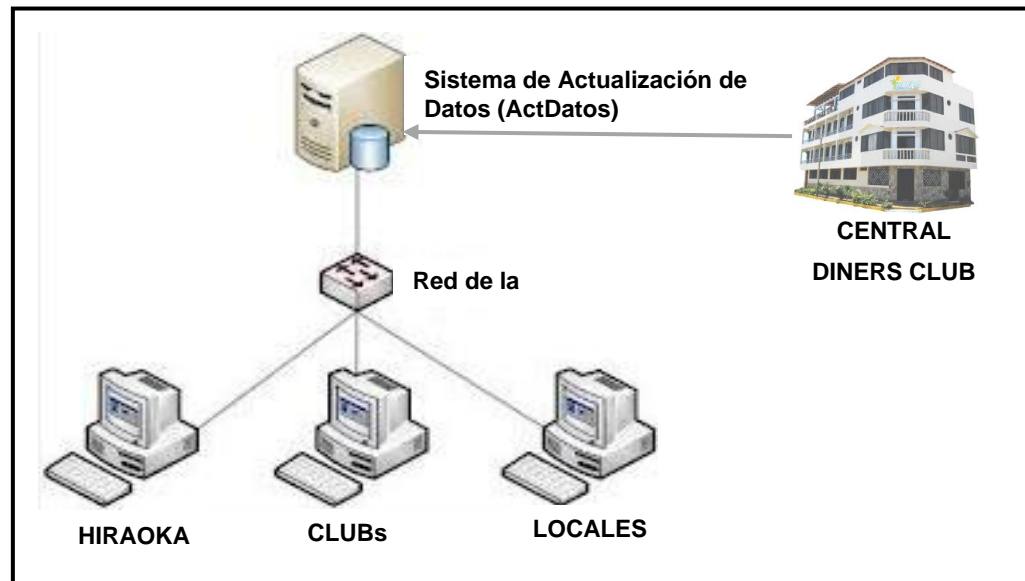 Sistema de Actualización de
Datos (ActDatos)
CENTRAL
DINERS CLUB
Red de la
HIRAOKA
CLUBs
LOCALES